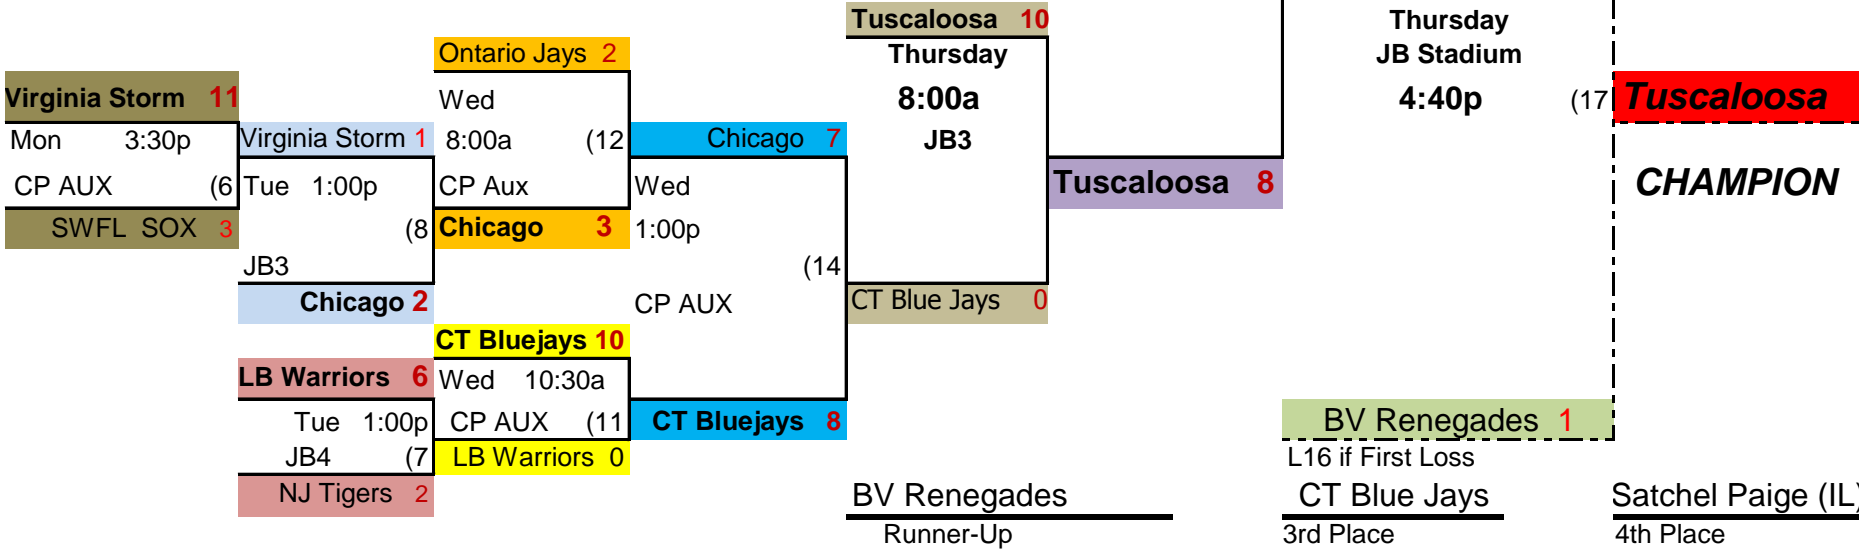 Tuscaloosa 10
Thursday
Ontario Jays 2
Thursday
JB Stadium
Virginia Storm 11
Wed
8:00a
4:40p
(17
Tuscaloosa
Mon 3:30p
Virginia Storm 1
8:00a (12
Chicago 7
JB3
CP AUX (6
Tue 1:00p
CP Aux
Wed
Tuscaloosa 8
CHAMPION
SWFL SOX 3
(8
Chicago 3
1:00p
JB3
(14
Chicago 2
CP AUX
CT Blue Jays 0
CT Bluejays 10
LB Warriors 6
Wed 10:30a
Tue 1:00p
CP AUX (11
CT Bluejays 8
BV Renegades 1
JB4 (7
LB Warriors 0
L16 if First Loss
NJ Tigers 2
BV Renegades
CT Blue Jays
Satchel Paige (IL)
Runner-Up
3rd Place
4th Place